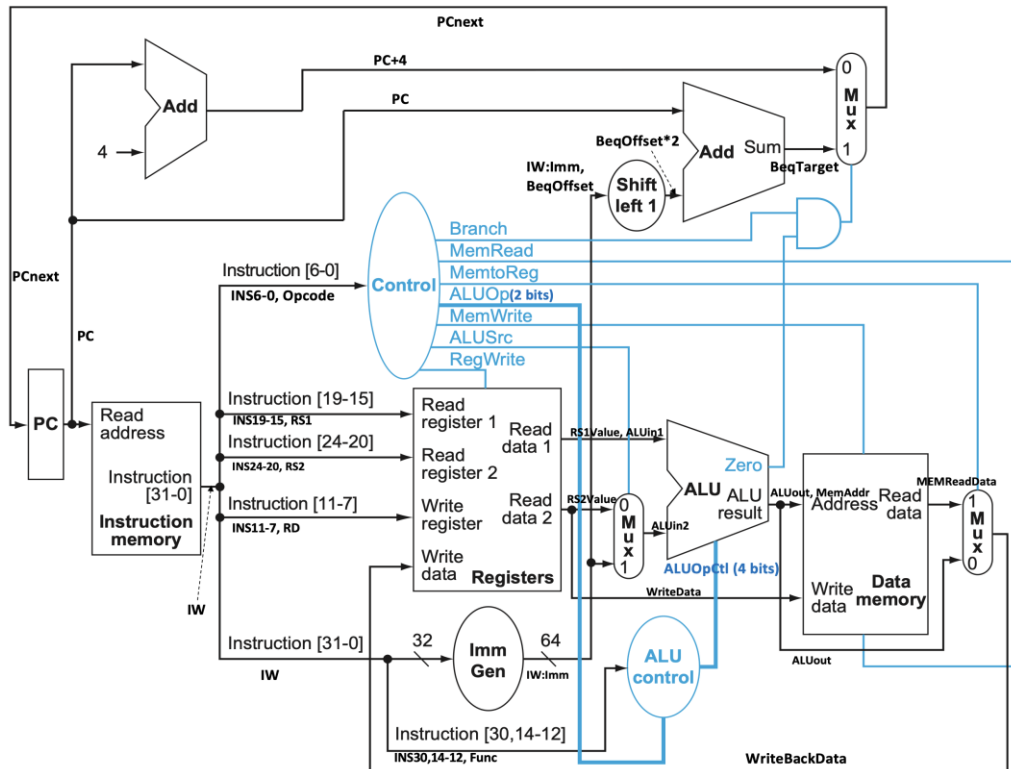 PCnext
PC+4
0
Mux
1
Add
4
PC
BeqOffset*2
Add
Sum
BeqTarget
IW:Imm,
BeqOffset
Shift
left 1
Branch
MemRead
MemtoReg
ALUOp(2 bits)
MemWrite
ALUSrc
RegWrite
PCnext
Instruction [6-0]
INS6-0, Opcode
Control
PC
PC
Read
address
Instruction
[31-0]
Instruction
memory
IW
Instruction [19-15]
INS19-15, RS1
Instruction [24-20]
INS24-20, RS2
Instruction [11-7]
INS11-7, RD
Read
register 1
Read
data 1
Read
register 2
Write
register
Read
data 2
Write
data
Registers
RS1Value, ALUin1
RS2Value
0
Mux
1
ALUin2
Zero
ALU
ALU
result
ALUOpCtl (4 bits)
WriteData
ALUout, MemAddr
Address
Read
data
Write
data
Data
memory
MEMReadData
1
Mux
0
ALUout
Instruction [31-0]
IW
32
Imm
Gen
64
IW:Imm
ALU
control
Instruction [30,14-12]
INS30,14-12, Func
WriteBackData